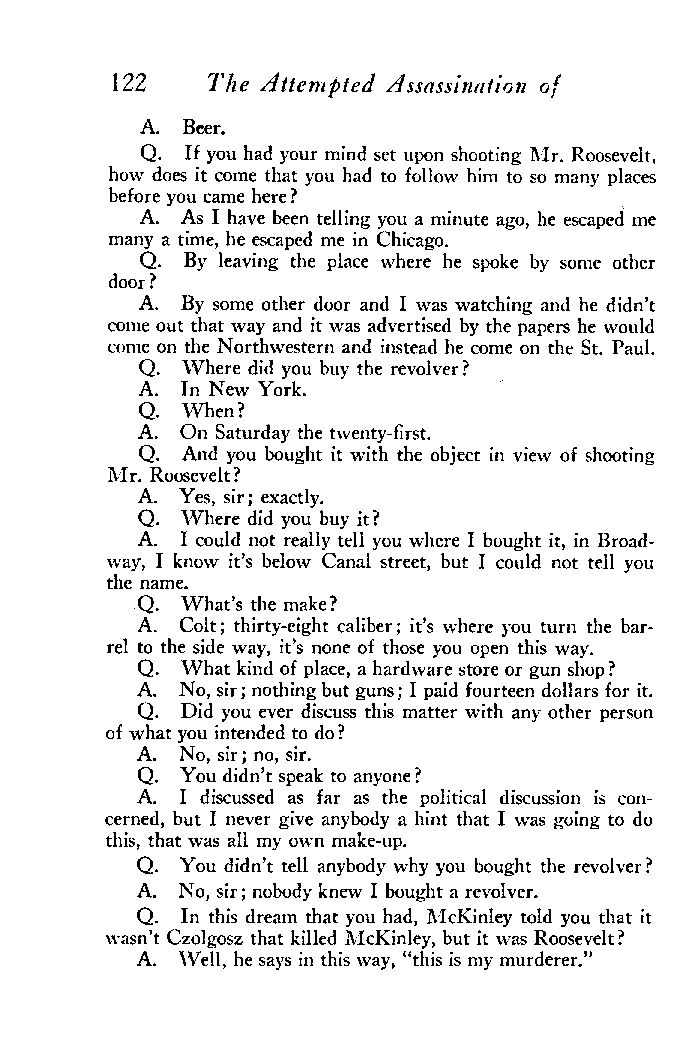 122 The Attempted Assassination of
A. Beer.
Q. If you had your mind set upon shooting Mr. Roosevelt,
how does it come that you had to follow him to so many places
before you came here?
A. As I have been telling you a minute ago, he escaped me
many a time, he escaped me in Chicago.
Q. By leaving the place where he spoke by some other
door?
A. By some other door and I was watching and he didn't
come out that way and it was advertised by the papers he would
come on the Northwestern and instead he come on the St. Paul.
Q. Where did you buy the revolver?
A. In New York.
Q. When?
A. On Saturday the twenty-first.
Q. And you bought it with the object in view of shooting
Mr. Roosevelt?
A. Yes, sir; exactly.
Q. Where did you buy it?
A. I could not really tell you where I bought it, in Broad-
way, I know it's below Canal street, but I could not tell you
the name.
Q. What's the make?
A. Colt; thirty-eight caliber; it's where you turn the bar-
rel to the side way, it's none of those you open this way.
Q. What kind of place, a hardware store or gun shop?
A. No, sir; nothing but guns; I paid fourteen dollars for it.
Q. Did you ever discuss this matter with any other person
of what you intended to do?
A. No, sir; no, sir.
Q. You didn't speak to anyone?
A. I discussed as far as the political discussion is con-
cerned, but I never give anybody a hint that I was going to do
this, that was all my own make-up.
Q. You didn't tell anybody why you bought the revolver?
A. No, sir; nobody knew I bought a revolver.
Q. In this dream that you had, McKinley told you that it
wasn't Czolgosz that killed McKinley, but it was Roosevelt?
A. Well, he says in this way, "this is my murderer."